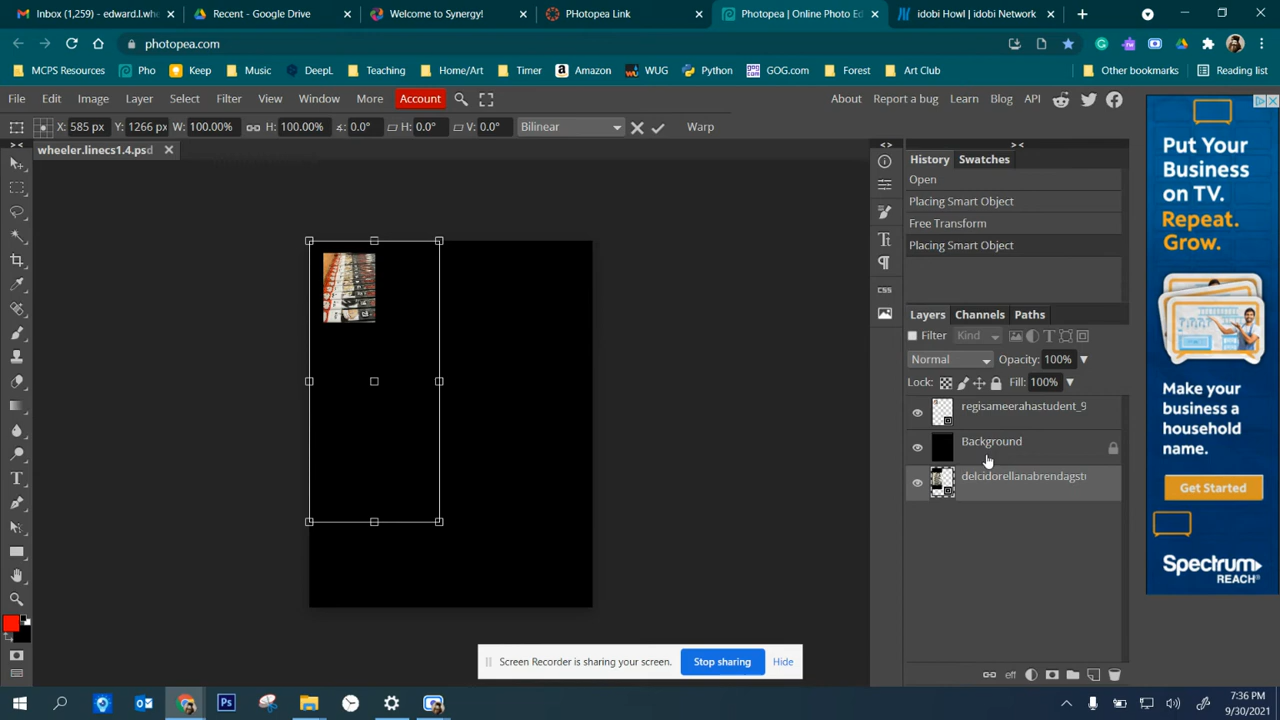 Inbox (1,259) - edward.l.whe
Recent - Google Drive
Welcome to Synergy!
PHotopea Link
Photopea | Online Photo Ed
idobi Howl | idobi Network
photopea.com
MCPS Resources
Pho
Keep
Music
DeepL
Teaching
Home/Art
Timer
Amazon
WUG
Python
GOG.com
Forest
Art Club
Other bookmarks
Reading list
File
Edit
Image
Layer
Select
Filter
View
Window
More
Account
About
Report a bug
Learn
Blog
API
X: 585 px
Y: 1266 px
W: 100.00%
H: 100.00%
0.0°
H: 0.0°
V: 0.0°
Bilinear
Warp
wheeler.linecs1.4.psd
History
Swatches
Open
Placing Smart Object
Free Transform
Placing Smart Object
CSS
Layers
Channels
Paths
Filter
Kind
Normal
Opacity: 100%
Lock:
Fill: 100%
regisameerahastudent_9
Background
delcidorellanabrendagstu
eff
Put Your
Business
on TV.
Repeat.
Grow.
Make your
business a
household
name.
Get Started
Spectrum
REACH
Screen Recorder is sharing your screen.
Stop sharing
Hide
7:36 PM
9/30/2021